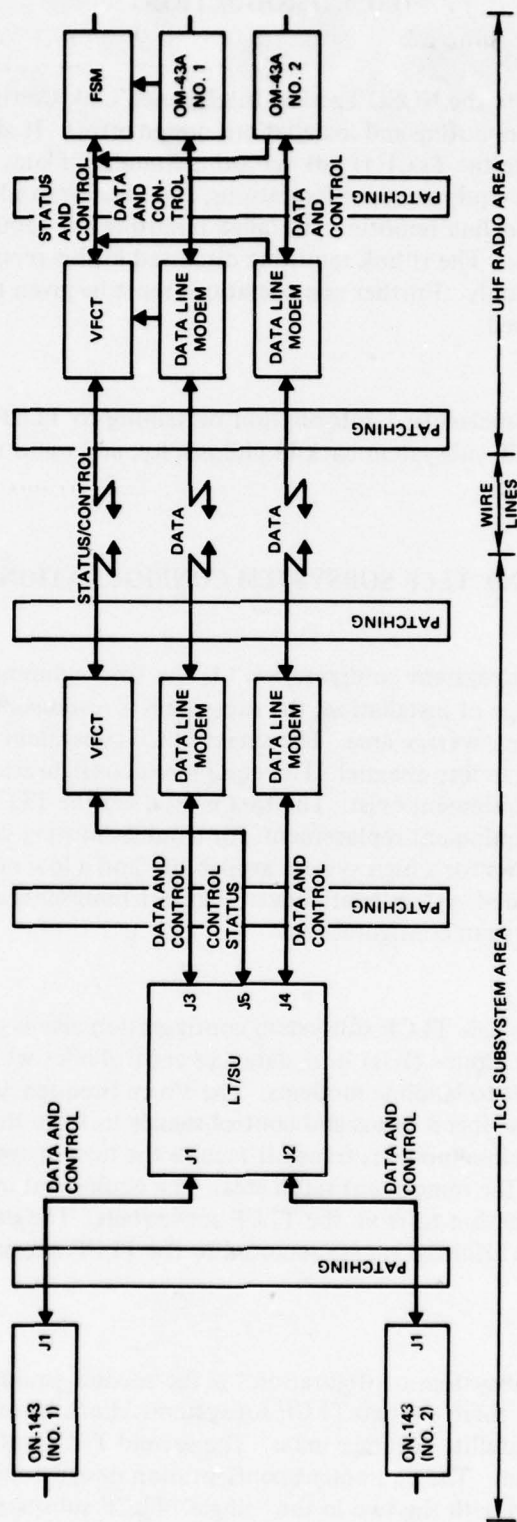 ON-143
(NO. 1)
J1
DATA AND
CONTROL
PATCHING
ON-143
(NO. 2)
J1
DATA AND
CONTROL
J1
J2
LT/SU
J3
J5
J4
DATA AND
CONTROL
CONTROL
STATUS
DATA AND
CONTROL
PATCHING
VFCT
DATA LINE
MODEM
DATA LINE
MODEM
PATCHING
STATUS/CONTROL
DATA
DATA
PATCHING
VFCT
DATA LINE
MODEM
DATA LINE
MODEM
STATUS
AND
CONTROL
DATA
AND
CON-
TROL
DATA
AND
CONTROL
PATCHING
FSM
OM-43A
NO. 1
OM-43A
NO. 2
TLCF SUBSYSTEM AREA
WIRE
LINES
UHF RADIO AREA